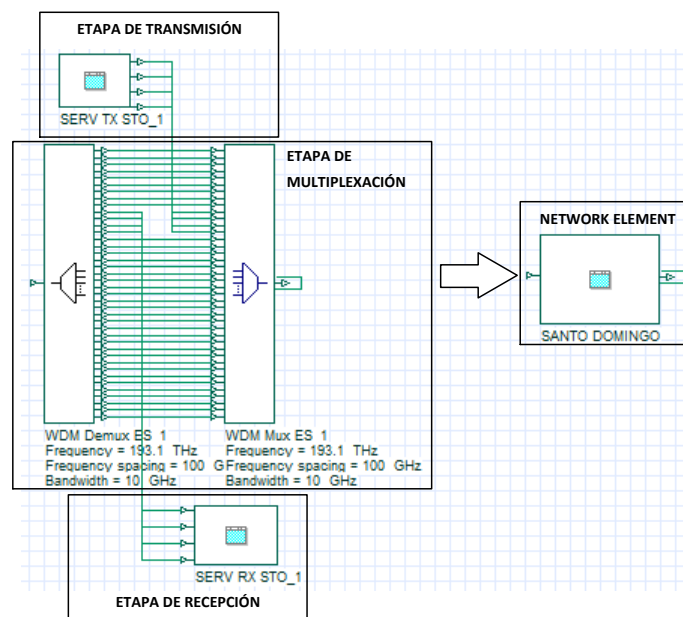 ETAPA DE TRANSMISIÓN
SERV TX STO_1
ETAPA DE
MULTIPLEXACIÓN
WDM Demux ES 1
Frequency = 193.1 THz
Frequency spacing = 100 G
Bandwidth = 10 GHz
WDM Mux ES 1
Frequency = 193.1 THz
Frequency spacing = 100 GHz
Bandwidth = 10 GHz
NETWORK ELEMENT
SANTO DOMINGO
SERV RX STO_1
ETAPA DE RECEPCIÓN